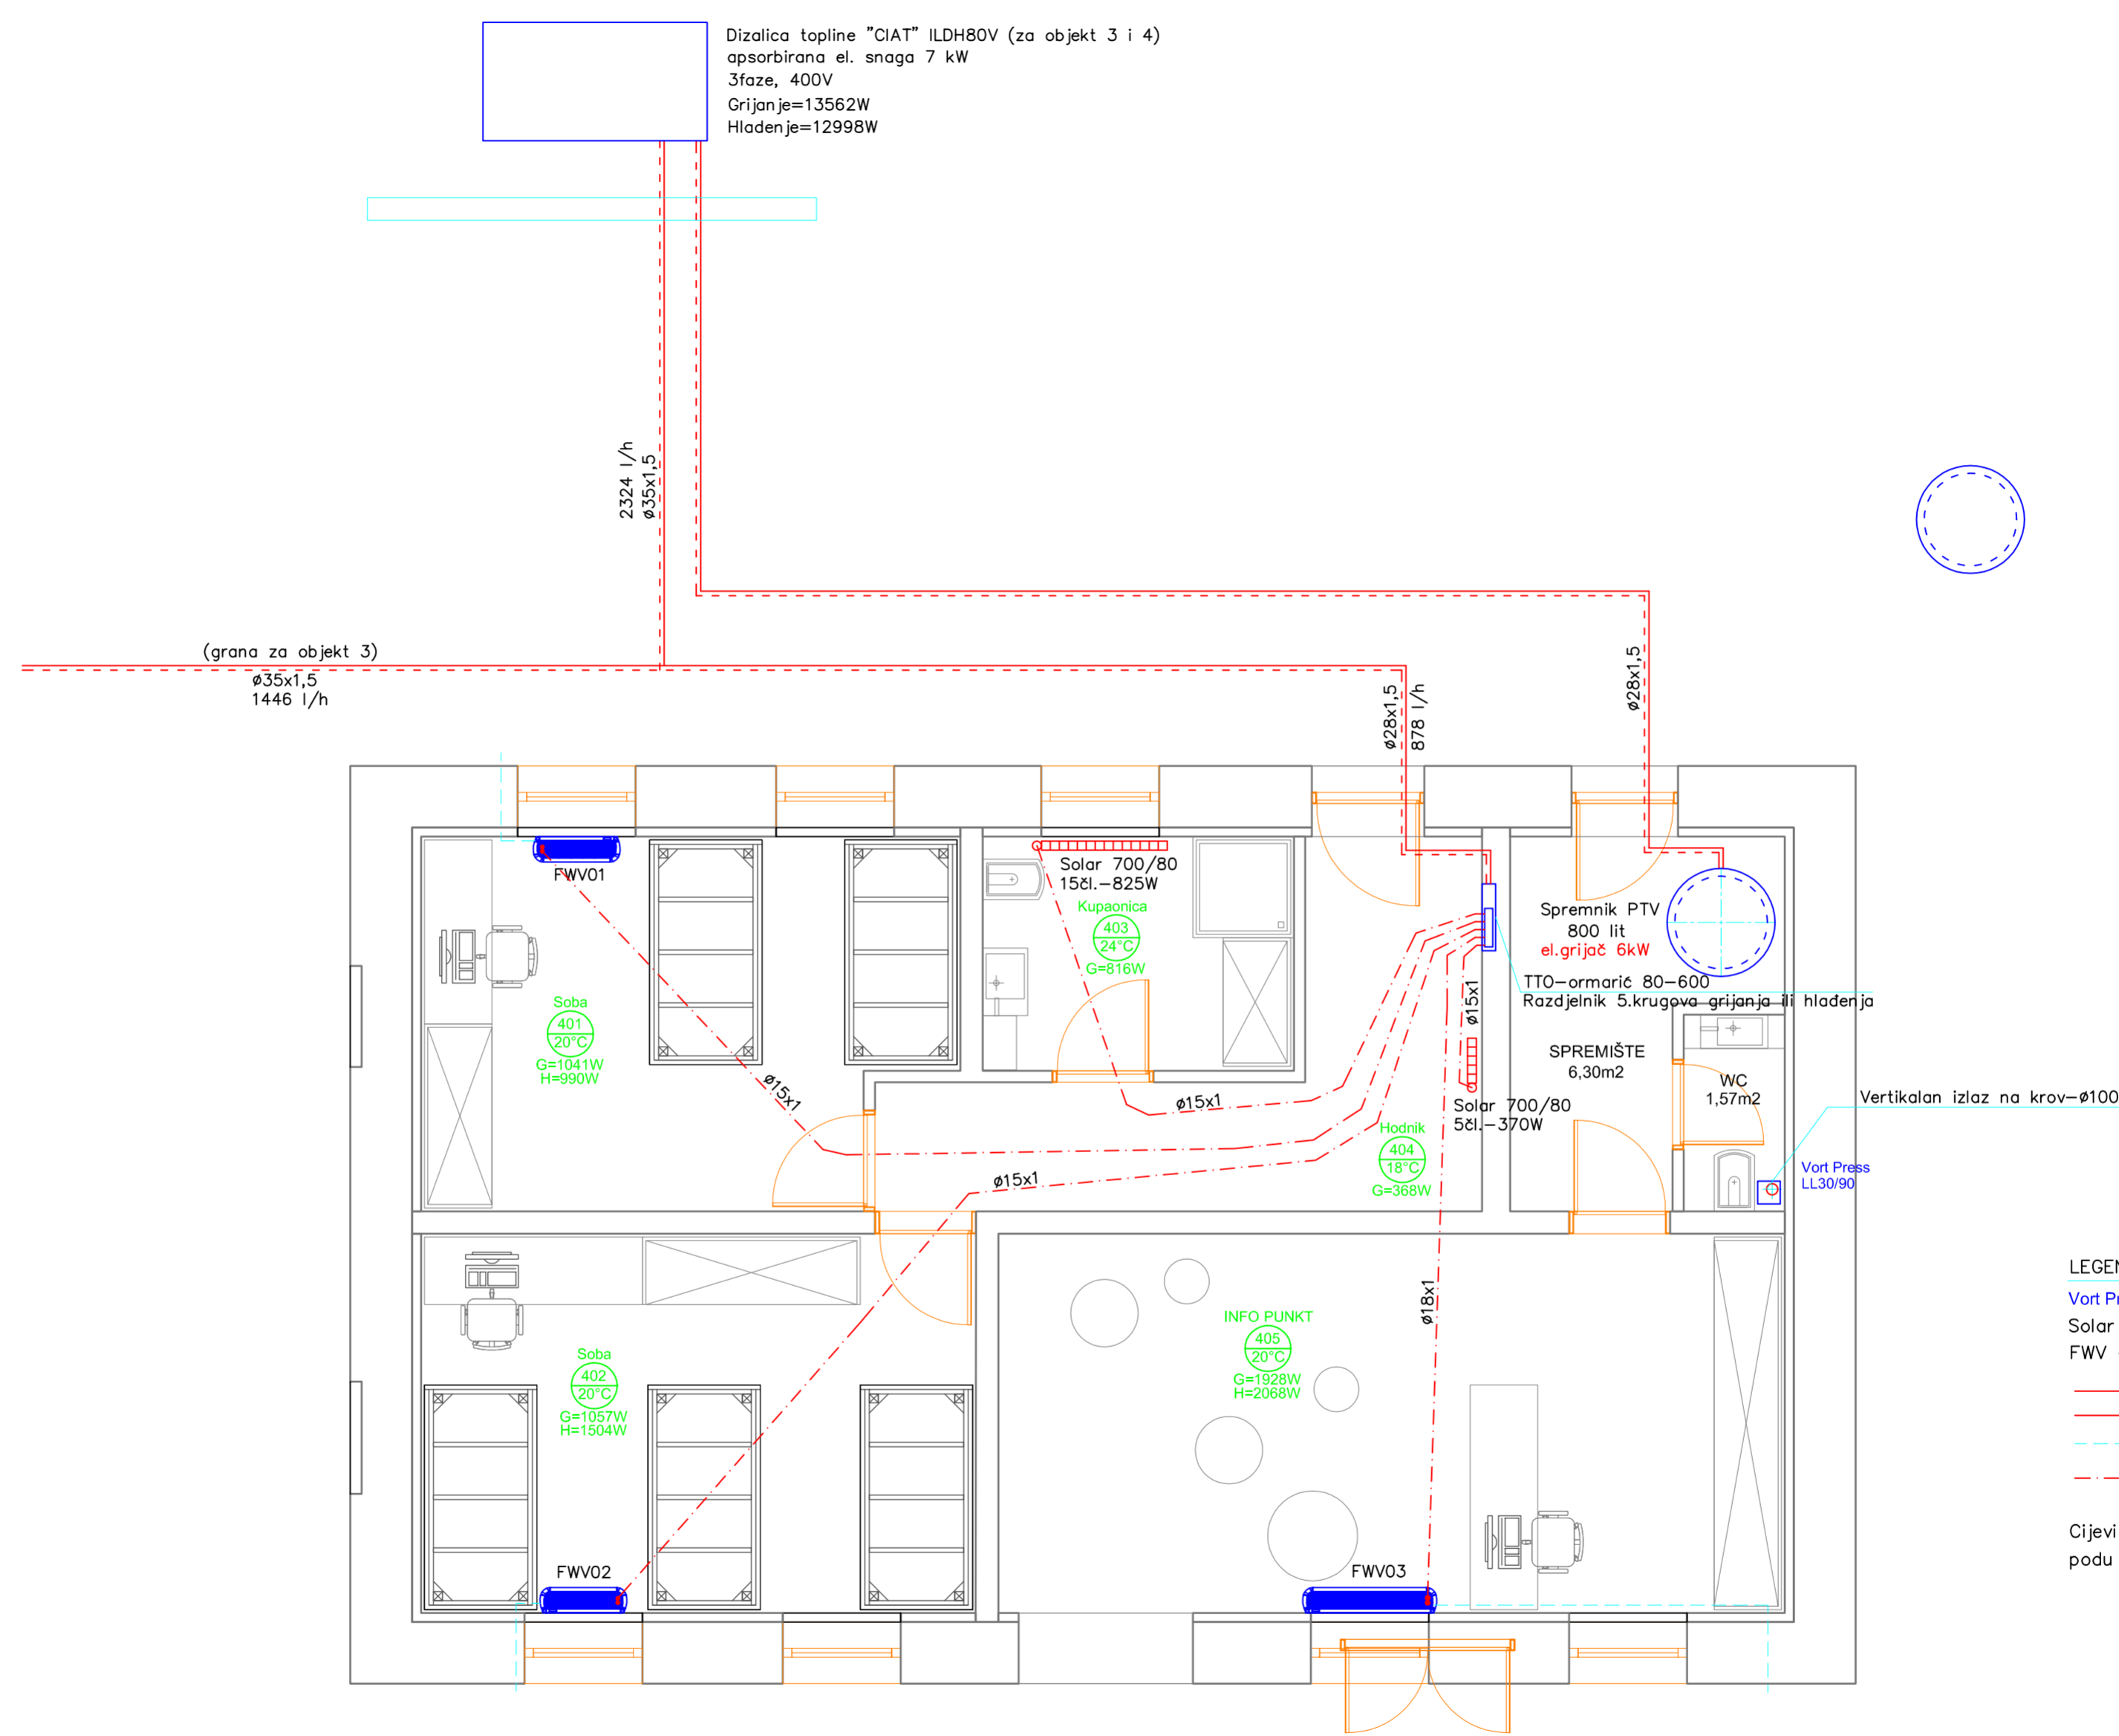 Dizalica topline "CIAT" ILDH80V (za objekt 3 i 4)
apsorbirana el. snaga 7 kW
3faze, 400V
Grijanje=13562W
Hladenje=12998W
2324 l/h
ø35x1,5
(grana za objekt 3)
ø35x1,5
1446 l/h
ø28x1,5
878 l/h
ø28x1,5
FWV01
Solar 700/80
15čl.-825W
Kupaonica
403
24°C
G=816W
Spremnik PTV
800 lit
el.grijač 6kW
TTO-ormarić 80-600
Razdjelnik 5.krugova grijanja ili hlađenja
ø15x1
Soba
401
20°C
G=1041W
H=990W
ø15x1
ø15x1
SPREMIŠTE
6,30m2
WC
1,57m2
Vertikalan izlaz na krov-ø100
Solar 700/80
5čl.-370W
Hodnik
404
18°C
G=368W
ø15x1
Vort Press
LL30/90
ø18x1
INFO PUNKT
405
20°C
G=1928W
H=2068W
Soba
402
20°C
G=1057W
H=1504W
FWV02
FWV03
LEGEN
Vort Pr
Solar
FWV
Cijevi
podu